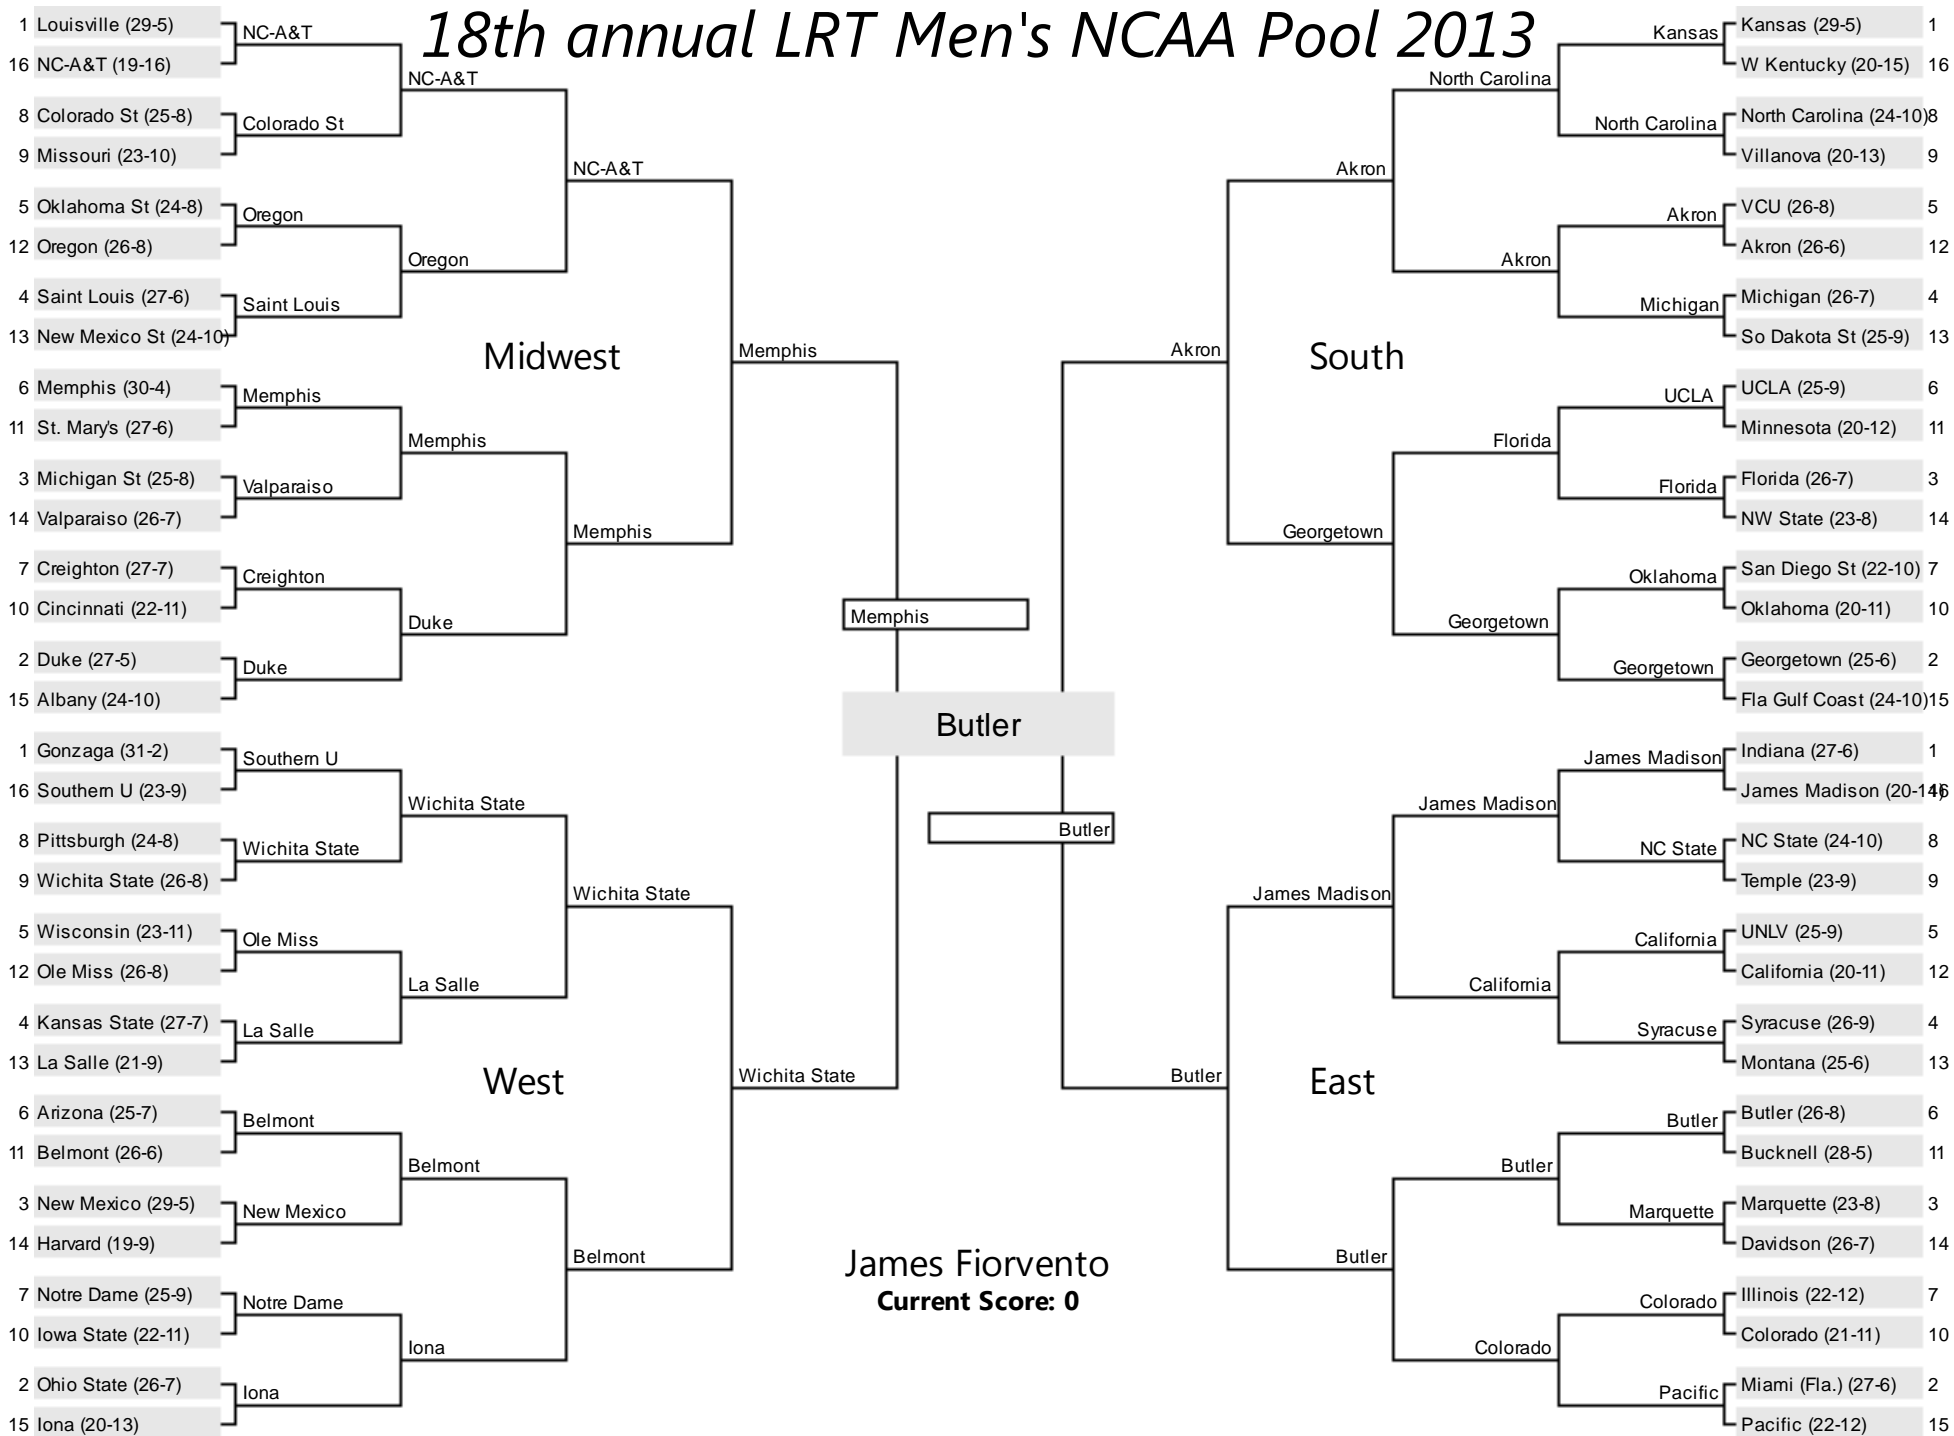 18th annual LRT Men's NCAA Pool 2013
1 Louisville (29-5)
NC-A&T
16 NC-A&T (19-16)
NC-A&T
8 Colorado St (25-8)
Colorado St
9 Missouri (23-10)
NC-A&T
5 Oklahoma St (24-8)
Oregon
12 Oregon (26-8)
Oregon
4 Saint Louis (27-6)
Saint Louis
13 New Mexico St (24-10)
Midwest
Memphis
6 Memphis (30-4)
Memphis
11 St. Mary's (27-6)
Memphis
3 Michigan St (25-8)
Valparaiso
14 Valparaiso (26-7)
Memphis
7 Creighton (27-7)
Creighton
10 Cincinnati (22-11)
Duke
2 Duke (27-5)
Duke
15 Albany (24-10)
1 Gonzaga (31-2)
Southern U
16 Southern U (23-9)
Wichita State
8 Pittsburgh (24-8)
Wichita State
9 Wichita State (26-8)
Wichita State
5 Wisconsin (23-11)
Ole Miss
12 Ole Miss (26-8)
La Salle
4 Kansas State (27-7)
La Salle
13 La Salle (21-9)
West
Wichita State
6 Arizona (25-7)
Belmont
11 Belmont (26-6)
Belmont
3 New Mexico (29-5)
New Mexico
14 Harvard (19-9)
Belmont
7 Notre Dame (25-9)
Notre Dame
10 Iowa State (22-11)
Iona
2 Ohio State (26-7)
Iona
15 Iona (20-13)
Memphis
Butler
Butler
James Fiorvento
Current Score: 0
Kansas (29-5) 1
Kansas
W Kentucky (20-15) 16
North Carolina
North Carolina (24-10) 8
North Carolina
Villanova (20-13) 9
Akron
VCU (26-8) 5
Akron
Akron (26-6) 12
Akron
Michigan (26-7) 4
Michigan
So Dakota St (25-9) 13
Akron
South
UCLA (25-9) 6
UCLA
Minnesota (20-12) 11
Florida
Florida (26-7) 3
Florida
NW State (23-8) 14
Georgetown
San Diego St (22-10) 7
Oklahoma
Oklahoma (20-11) 10
Georgetown
Georgetown (25-6) 2
Georgetown
Fla Gulf Coast (24-10) 15
Indiana (27-6) 1
James Madison
James Madison (20-14) 16
James Madison
NC State (24-10) 8
NC State
Temple (23-9) 9
James Madison
UNLV (25-9) 5
California
California (20-11) 12
California
Syracuse (26-9) 4
Syracuse
Montana (25-6) 13
Butler
East
Butler (26-8) 6
Butler
Bucknell (28-5) 11
Butler
Marquette (23-8) 3
Marquette
Davidson (26-7) 14
Butler
Illinois (22-12) 7
Colorado
Colorado (21-11) 10
Colorado
Miami (Fla.) (27-6) 2
Pacific
Pacific (22-12) 15